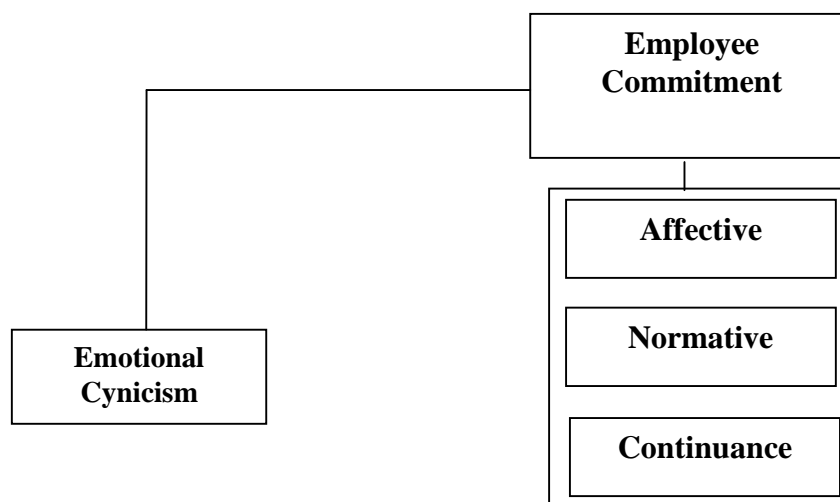 Employee
Commitment
Affective
Normative
Emotional
Cynicism
Continuance